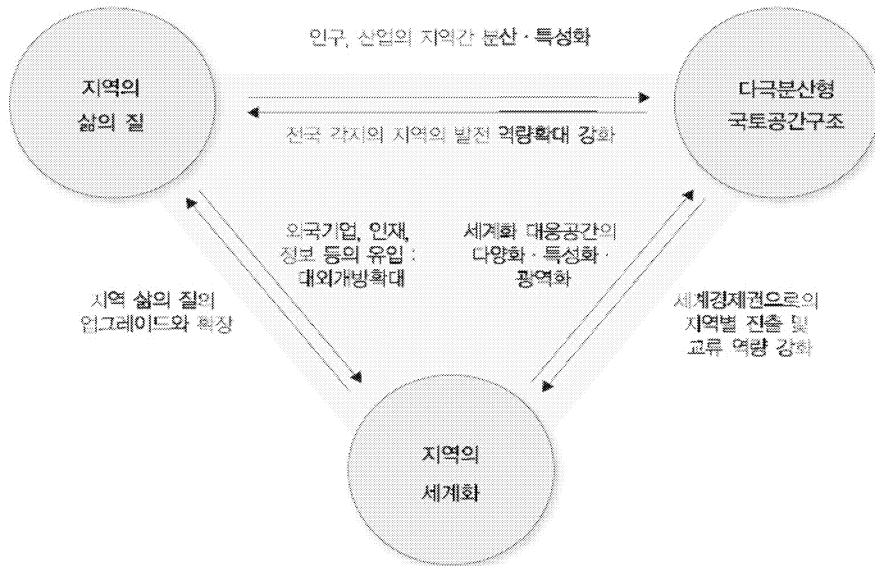 인구, 산업의 지역간 분산 · 특성화
지역의
삶의 질
다극분산형
국토공간구조
전국 각지의 지역의 발전 역량확대 강화
외국기업, 인재,
정보 등의 유입 :
대외개방확대
세계화 대응공간의
다양화 · 특성화 ·
광역화
지역 삶의 질의
업그레이드와 확장
세계경제권으로의
지역별 진출 및
교류 역량 강화
지역의
세계화